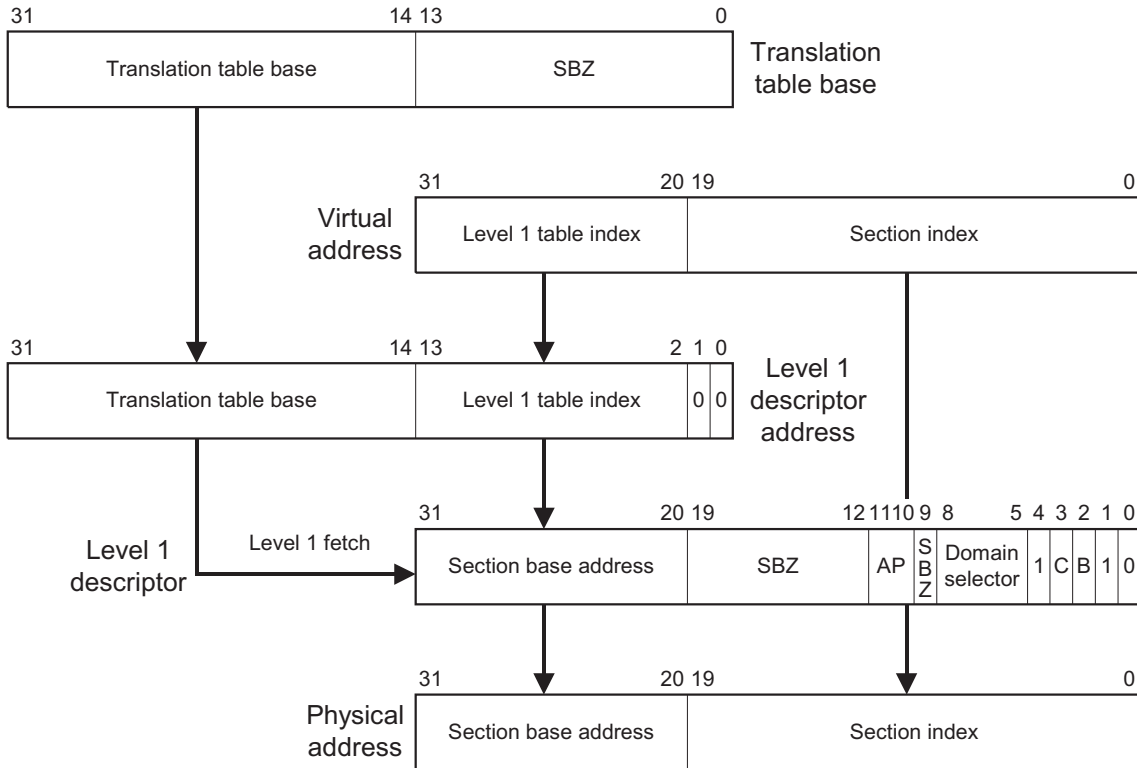 31 14 13 0
Translation table base SBZ
Translation
table base
31 20 19 0
Virtual
address
Level 1 table index Section index
31 14 13 2 1 0
Translation table base Level 1 table index 0 0
Level 1
descriptor
address
31 20 19 12 11 10 9 8 5 4 3 2 1 0
Level 1
descriptor
Level 1 fetch
Section base address SBZ AP SBZ Domain selector 1 C B 1 0
31 20 19 0
Physical
address
Section base address Section index